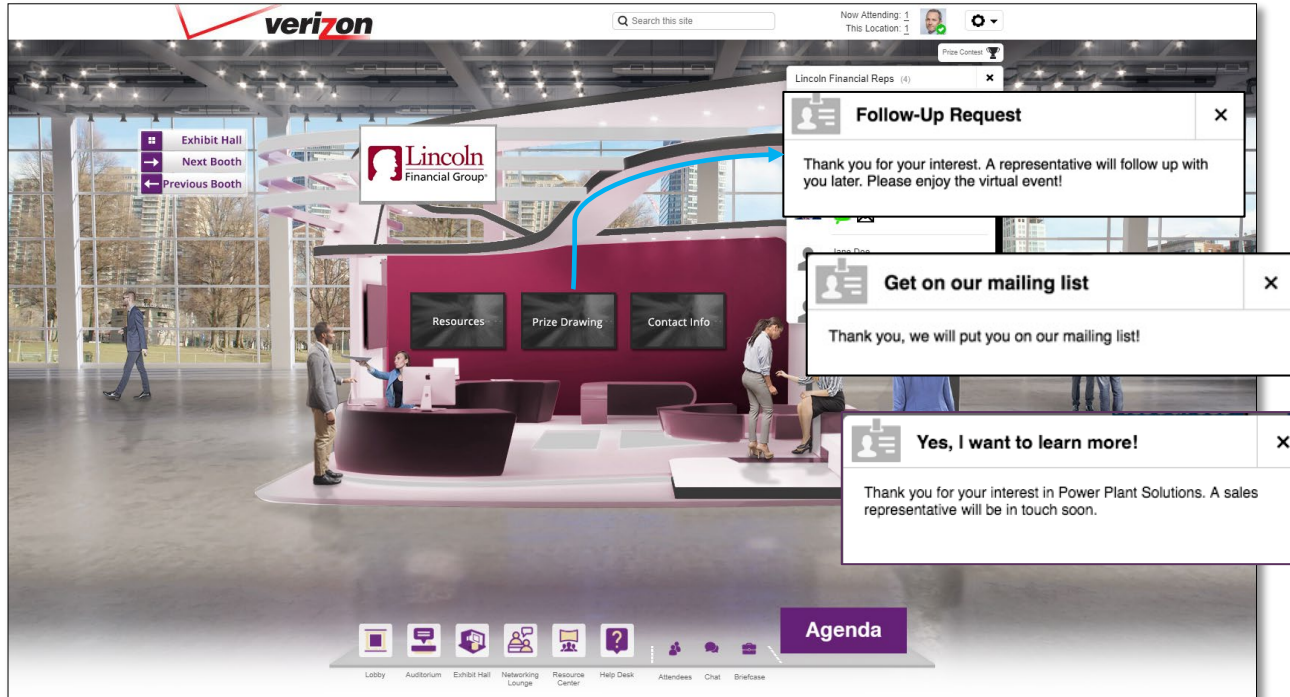 verizon
Search this site
Now Attending: 1
This Location: 1
Prize Contest
Lincoln Financial Reps (4)
Follow-Up Request
Thank you for your interest. A representative will follow up with
you later. Please enjoy the virtual event!
Exhibit Hall
Next Booth
Previous Booth
Lincoln
Financial Group®
Jane Doe
Get on our mailing list
Thank you, we will put you on our mailing list!
Resources
Prize Drawing
Contact Info
Yes, I want to learn more!
Thank you for your interest in Power Plant Solutions. A sales
representative will be in touch soon.
Agenda
Lobby
Auditorium
Exhibit Hall
Networking
Lounge
Resource
Center
Help Desk
Attendees
Chat
Briefcase